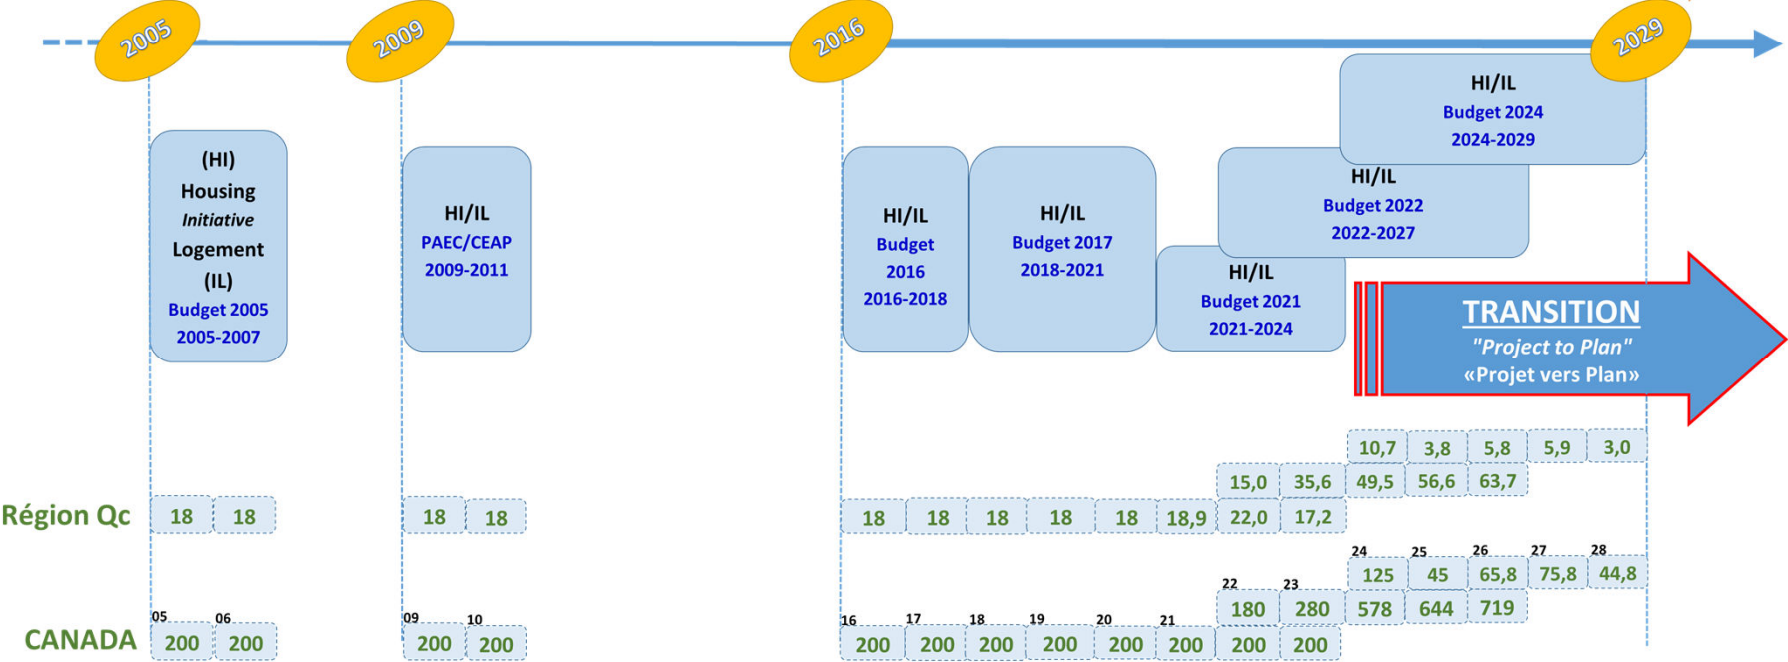 2005
2009
2016
2029
(HI)
Housing
Initiative
Logement
(IL)
Budget 2005
2005-2007
HI/IL
PAEC/CEAP
2009-2011
HI/IL
Budget
2016
2016-2018
HI/IL
Budget 2017
2018-2021
HI/IL
Budget 2021
2021-2024
HI/IL
Budget 2022
2022-2027
HI/IL
Budget 2024
2024-2029
TRANSITION
"Project to Plan"
«Projet vers Plan»
10,7 3,8 5,8 5,9 3,0
15,0 35,6 49,5 56,6 63,7
Région Qc 18 18 18 18 18 18 18 18 18 18,9 22,0 17,2
24 25 26 27 28
125 45 65,8 75,8 44,8
22 23
180 280 578 644 719
05 06 09 10 16 17 18 19 20 21
CANADA 200 200 200 200 200 200 200 200 200 200 200 200